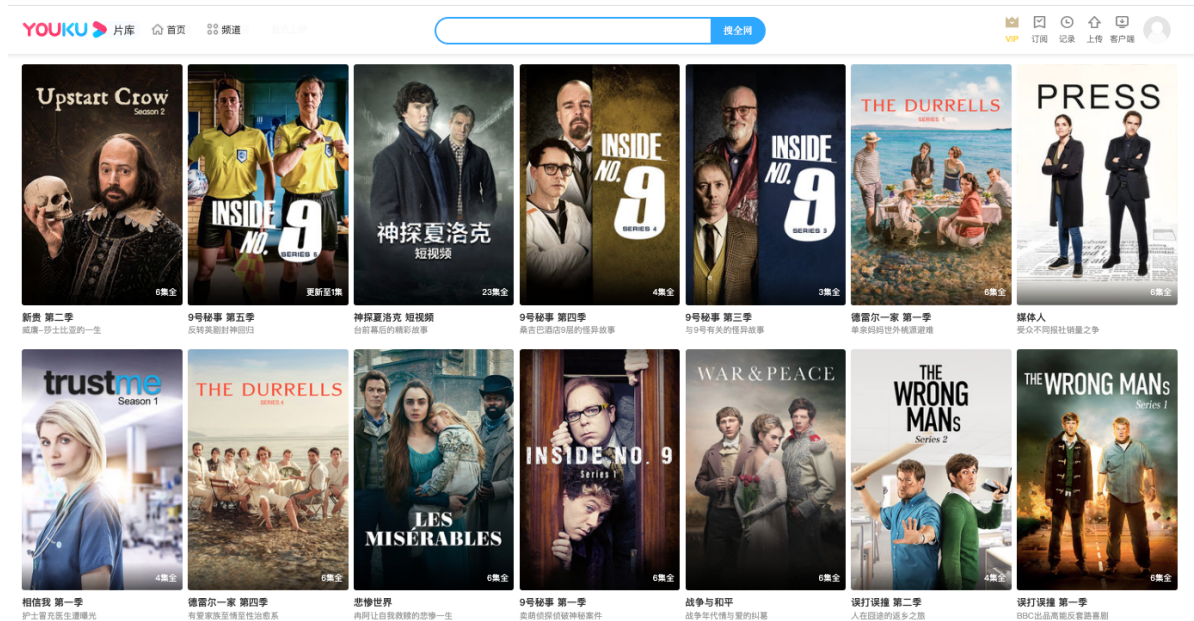 YOUKU 片库 首页 频道 搜全网 VIP 订阅 记录 上传 客户端
Upstart Crow
Season 2
6集全
INSIDE
NO. 9
SERIES 5
更新至1集
神探夏洛克
短视频
23集全
INSIDE
NO. 9
SERIES 4
4集全
INSIDE
NO. 9
SERIES 3
3集全
THE DURRELLS
SERIES 1
6集全
PRESS
6集全
新贵 第二季
威廉-莎士比亚的一生
9号秘事 第五季
反转英剧封神回归
神探夏洛克 短视频
台前幕后的精彩故事
9号秘事 第四季
桑吉巴酒店9层的怪异故事
9号秘事 第三季
与9号有关的怪异故事
德雷尔一家 第一季
单亲妈妈世外桃源避难
媒体人
受众不同报社销量之争
trustme
Season 1
4集全
THE DURRELLS
SERIES 4
6集全
LES
MISÉRABLES
6集全
INSIDE NO. 9
Series 1
6集全
WAR & PEACE
6集全
THE
WRONG
MANs
Series 2
4集全
THE WRONG MANs
Series 1
6集全
相信我 第一季
护士冒充医生遭曝光
德雷尔一家 第四季
有爱家族至情至性治愈系
悲惨世界
冉阿让自我救赎的悲惨一生
9号秘事 第一季
卖萌侦探侦破神秘案件
战争与和平
战争年代情与爱的纠葛
误打误撞 第二季
人在囧途的返乡之旅
误打误撞 第一季
BBC出品高能反套路喜剧